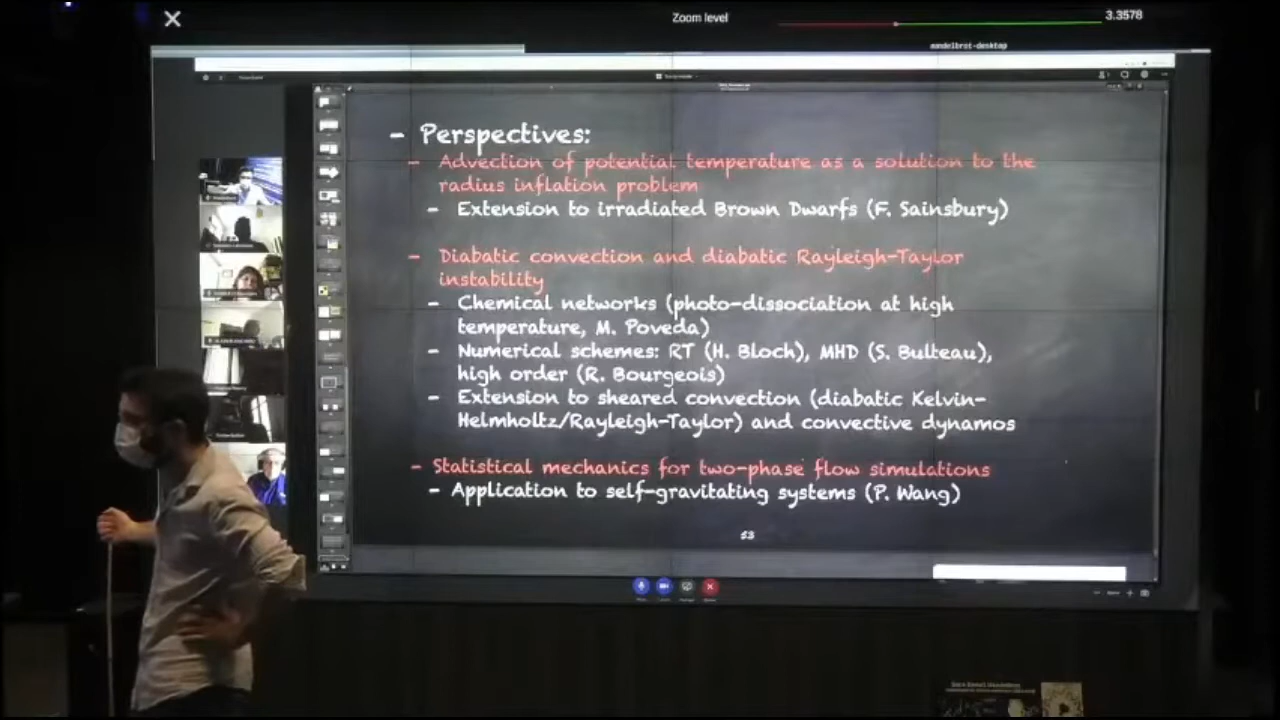 Zoom level
3.3578
mandelbrot-desktop
- Perspectives:
- Advection of potential temperature as a solution to the
radius inflation problem
- Extension to irradiated Brown Dwarfs (F. Sainsbury)
- Diabatic convection and diabatic Rayleigh-Taylor
instability
- Chemical networks (photo-dissociation at high
temperature, M. Poveda)
- Numerical schemes: RT (H. Bloch), MHD (S. Bulteau),
high order (R. Bourgeois)
- Extension to sheared convection (diabatic Kelvin-
Helmholtz/Rayleigh-Taylor) and convective dynamos
- Statistical mechanics for two-phase flow simulations
- Application to self-gravitating systems (P. Wang)
53